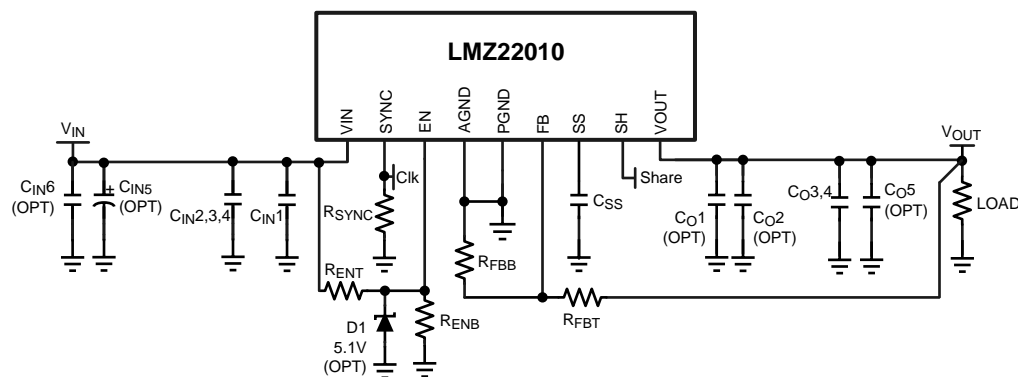 LMZ22010
VIN
SYNC
EN
AGND
PGND
FB
SS
SH
VOUT
VIN
VOUT
Clk
Share
CIN6
(OPT)
+
CIN5
(OPT)
CIN2,3,4
CIN1
RSYNC
CSS
CO1
(OPT)
CO2
(OPT)
CO3,4
CO5
(OPT)
LOAD
RENT
RFBB
D1
5.1V
(OPT)
RENB
RFBT